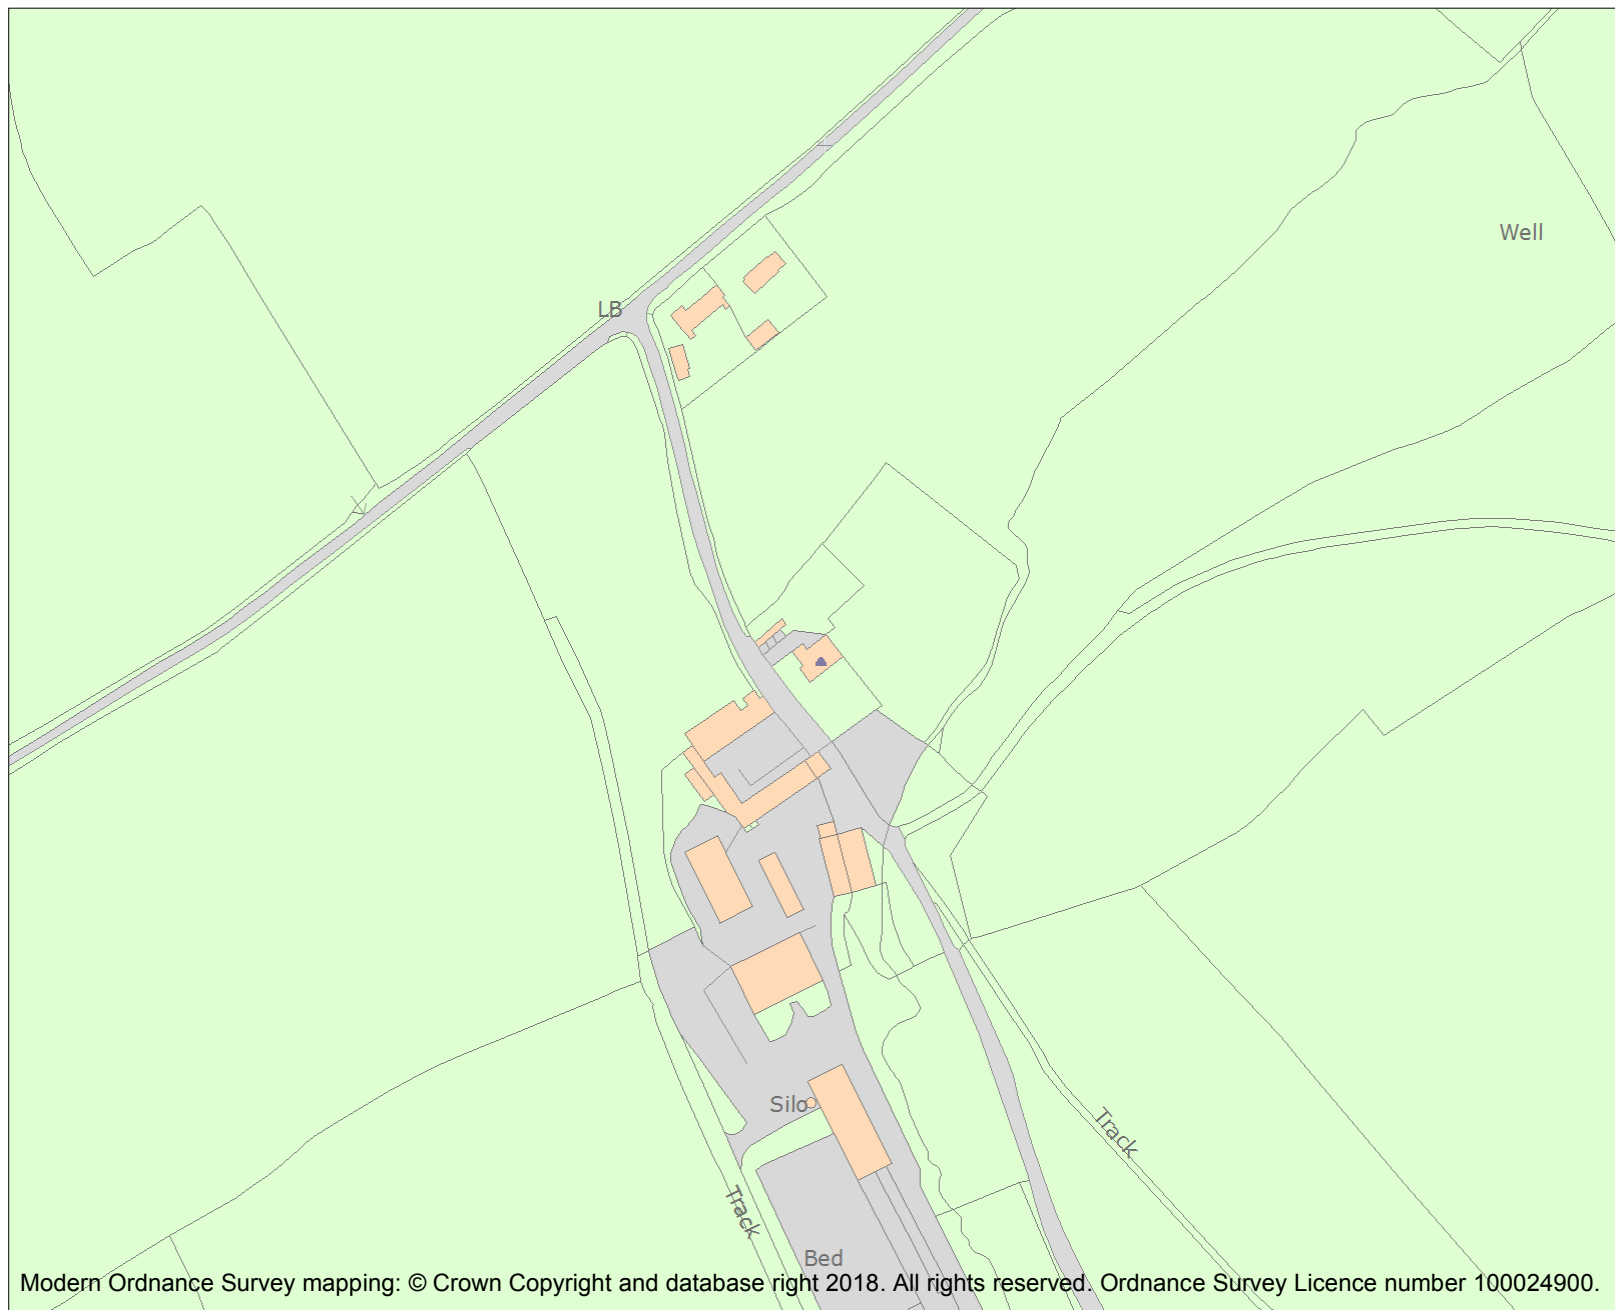 Well
LB
Silo
Track
Track
Bed
Modern Ordnance Survey mapping: © Crown Copyright and database right 2018. All rights reserved. Ordnance Survey Licence number 100024900.